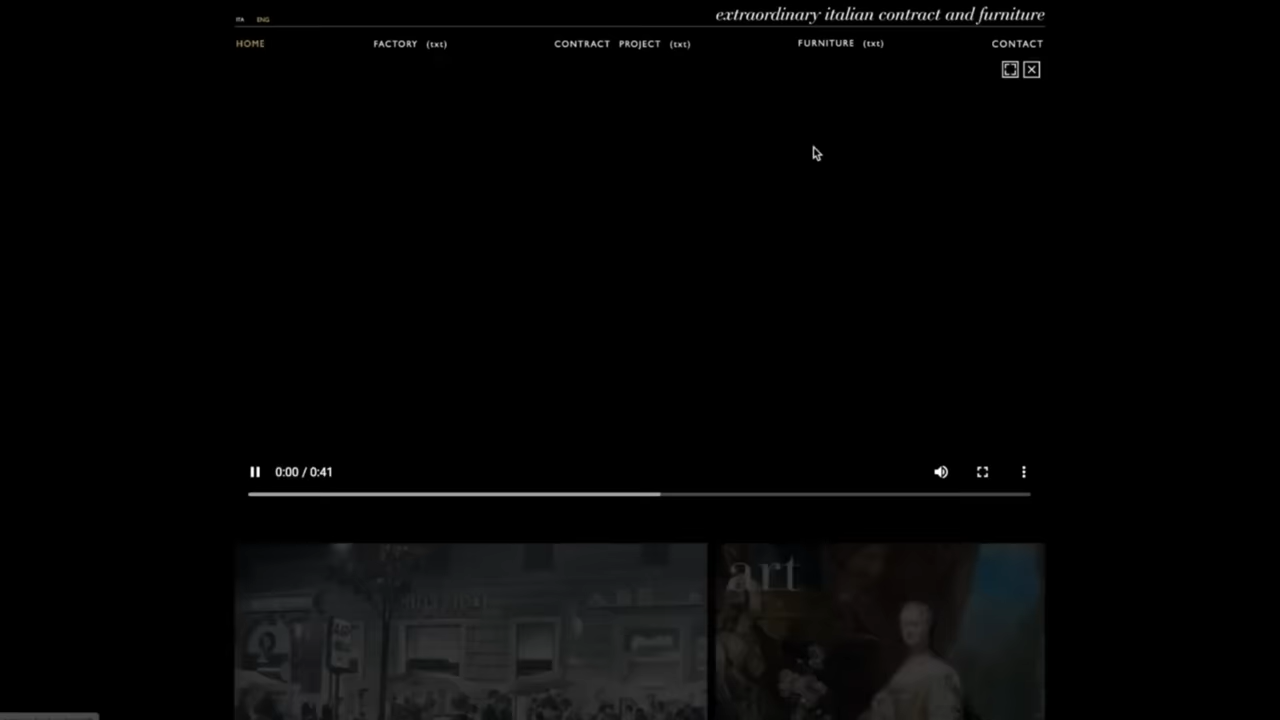 ITA ENG
extraordinary italian contract and furniture
HOME FACTORY (txt) CONTRACT PROJECT (txt) FURNITURE (txt) CONTACT
0:00 / 0:41
art